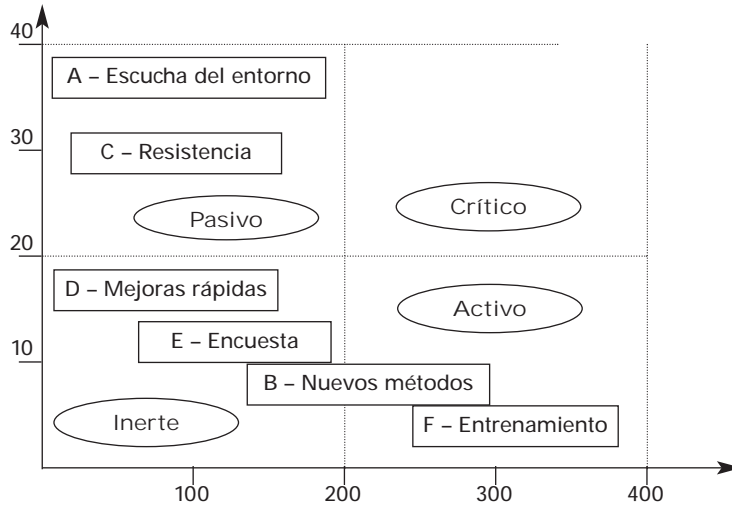 40
A – Escucha del entorno
30
C – Resistencia
Pasivo
Crítico
20
D – Mejoras rápidas
Activo
E – Encuesta
10
B – Nuevos métodos
Inerte
F – Entrenamiento
100 200 300 400